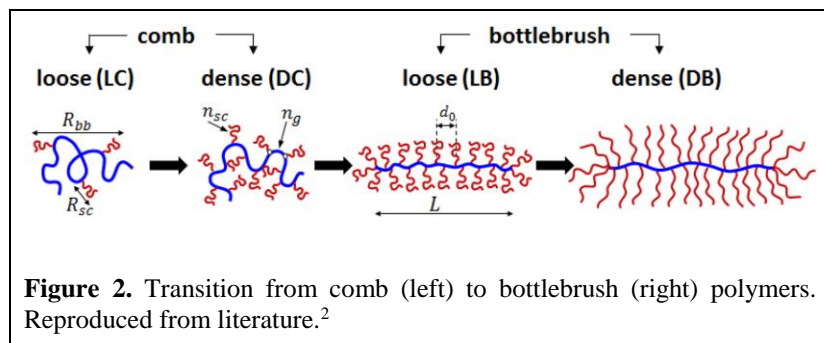 comb bottlebrush
loose (LC) dense (DC) loose (LB) dense (DB)
R_bb n_sc n_g d_0
R_sc
L
Figure 2. Transition from comb (left) to bottlebrush (right) polymers.
Reproduced from literature.²